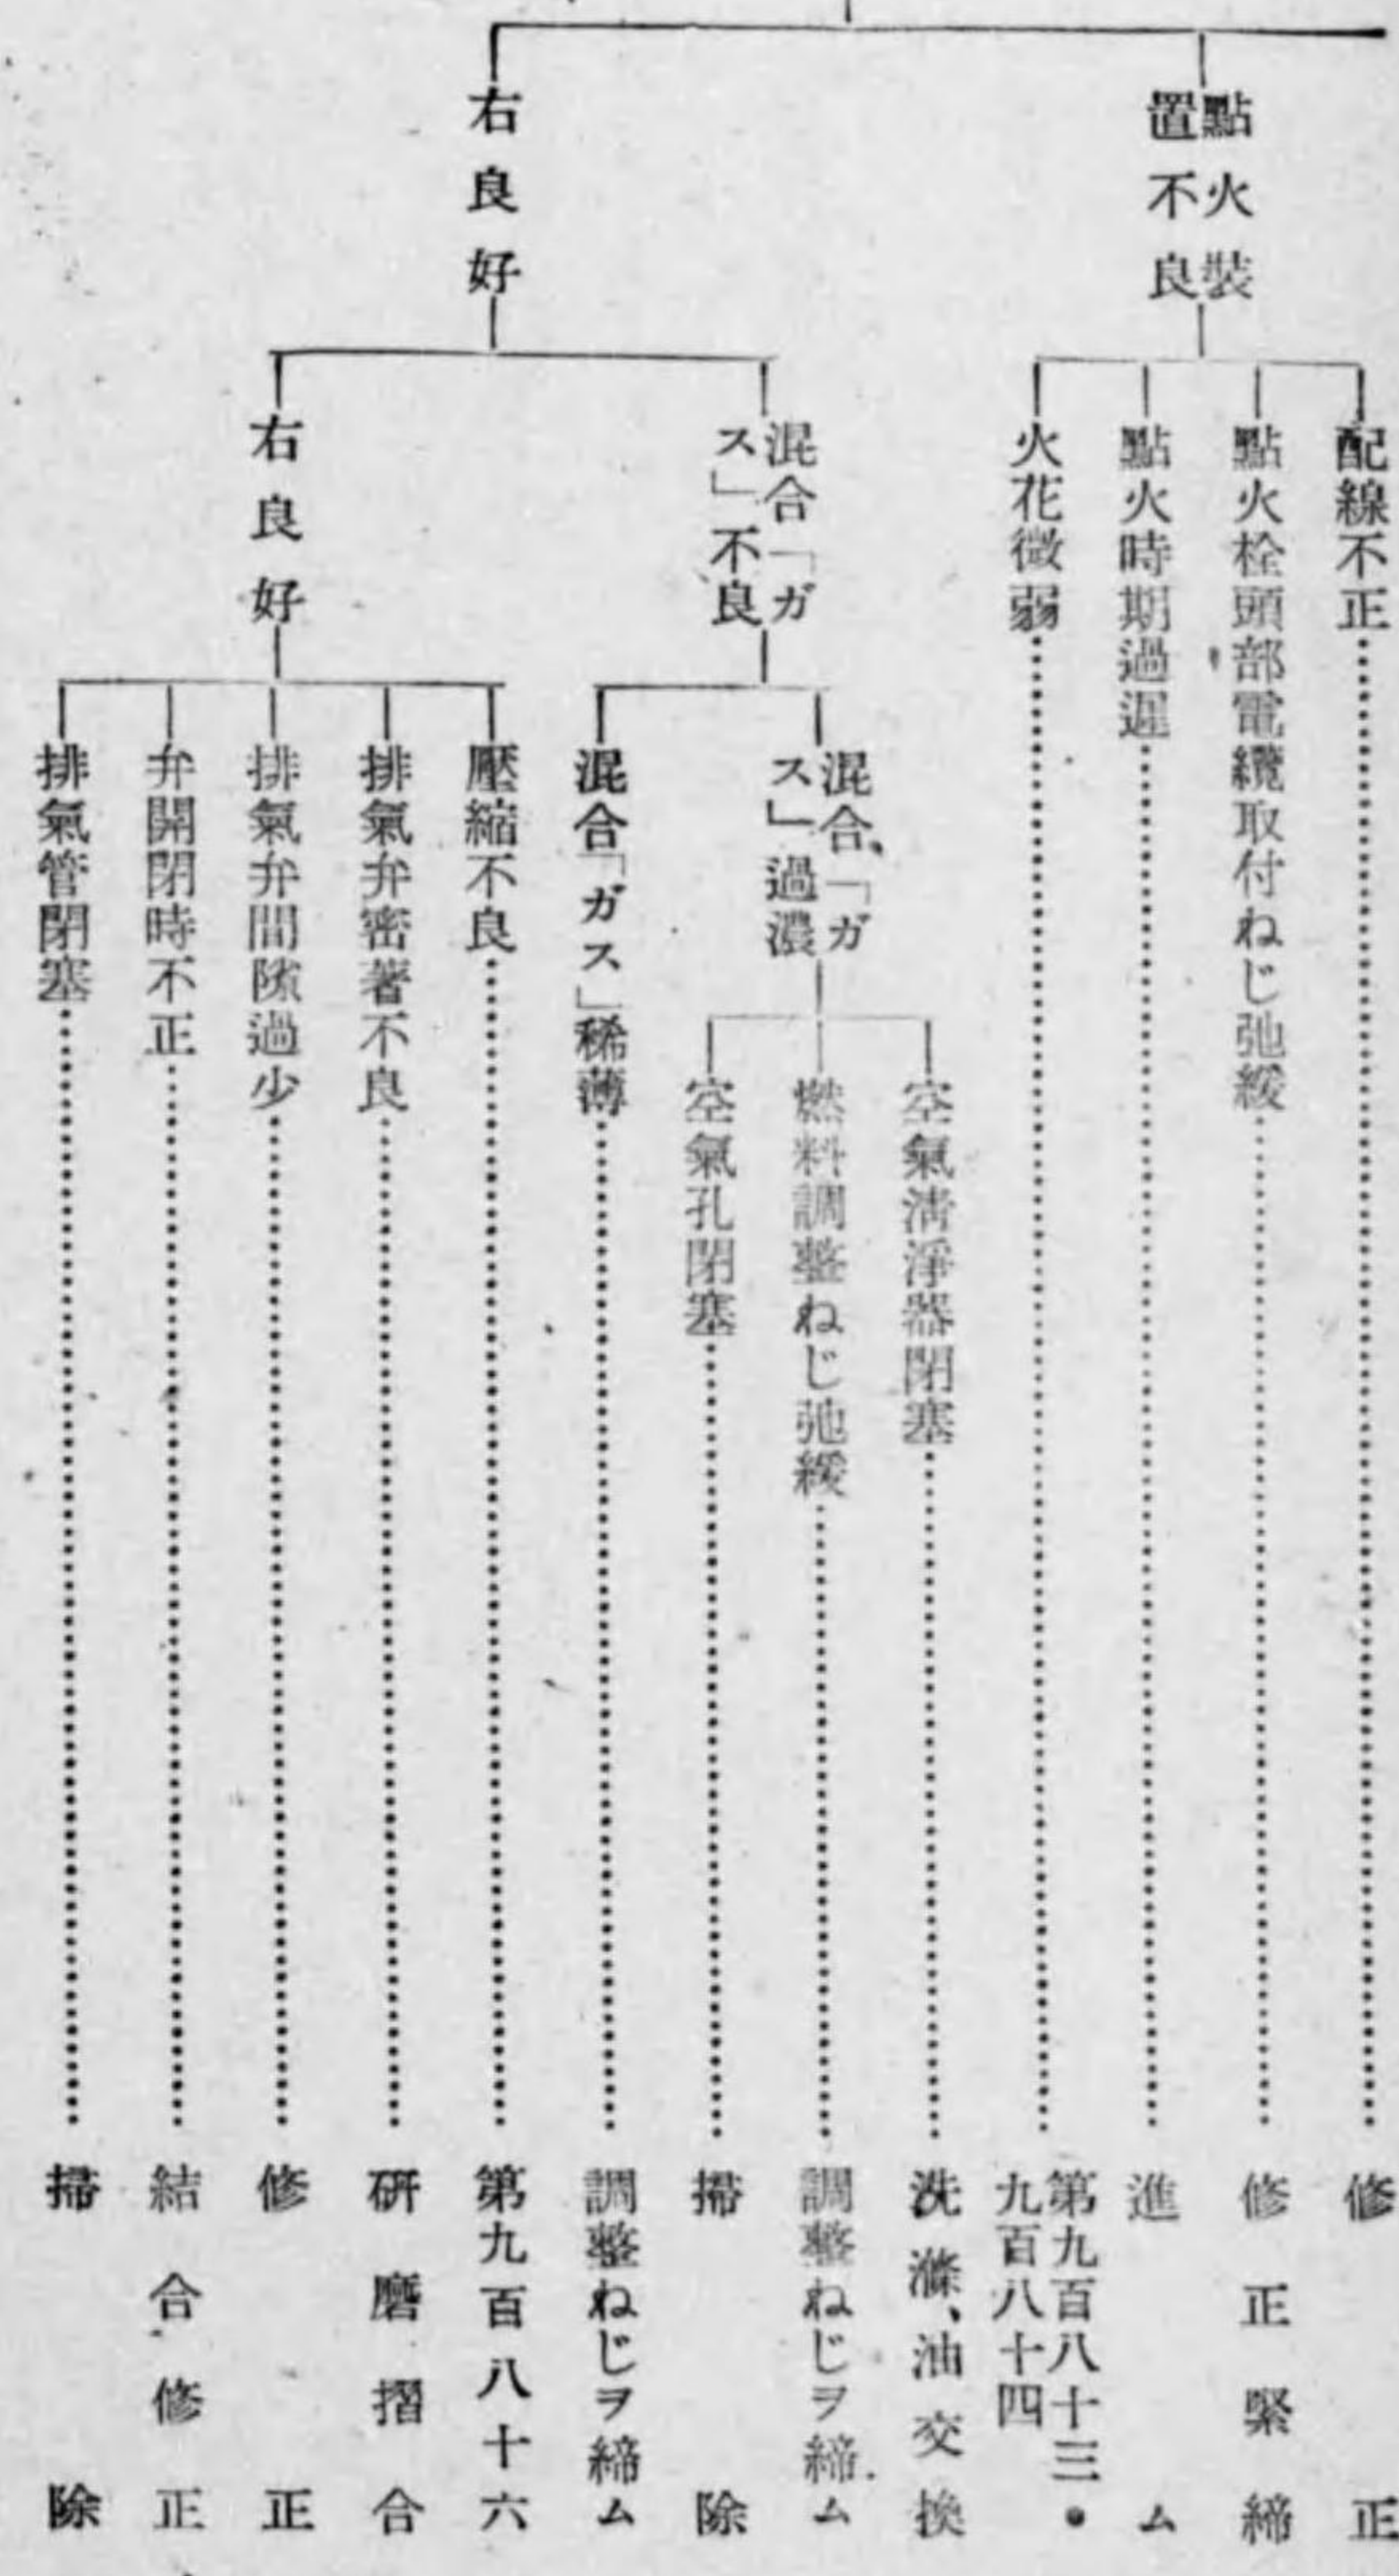 點火裝
置不良
配線不正
修正
點火栓頭部電纜取付ねじ弛緩
修正緊締
點火時期過遲
進ム
火花微弱
第九百八十三・
九百八十四
右良好
混合「ガ
ス」不良
混合「ガ
ス」過濃
空氣淸淨器閉塞
洗滌、油交換
燃料調整ねじ弛緩
調整ねじヲ締ム
空氣孔閉塞
掃除
混合「ガス」稀薄
調整ねじヲ締ム
右良好
壓縮不良
第九百八十六
排氣弁密著不良
硏磨摺合
排氣弁間隙過少
修正
弁開閉時不正
結合修正
排氣管閉塞
掃除